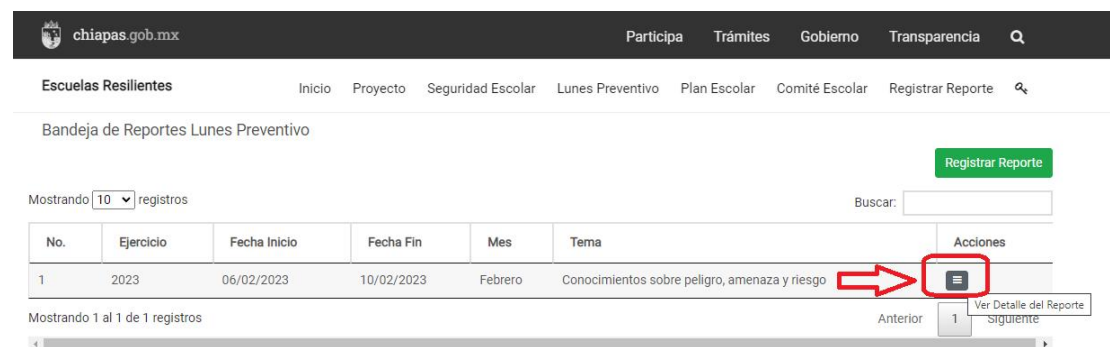 chiapas.gob.mx Participa Trámites Gobierno Transparencia
Escuelas Resilientes Inicio Proyecto Seguridad Escolar Lunes Preventivo Plan Escolar Comité Escolar Registrar Reporte
Bandeja de Reportes Lunes Preventivo
Registrar Reporte
Mostrando 10 registros Buscar:
No. Ejercicio Fecha Inicio Fecha Fin Mes Tema Acciones
1 2023 06/02/2023 10/02/2023 Febrero Conocimientos sobre peligro, amenaza y riesgo
Ver Detalle del Reporte
Mostrando 1 al 1 de 1 registros Anterior 1 Siguiente